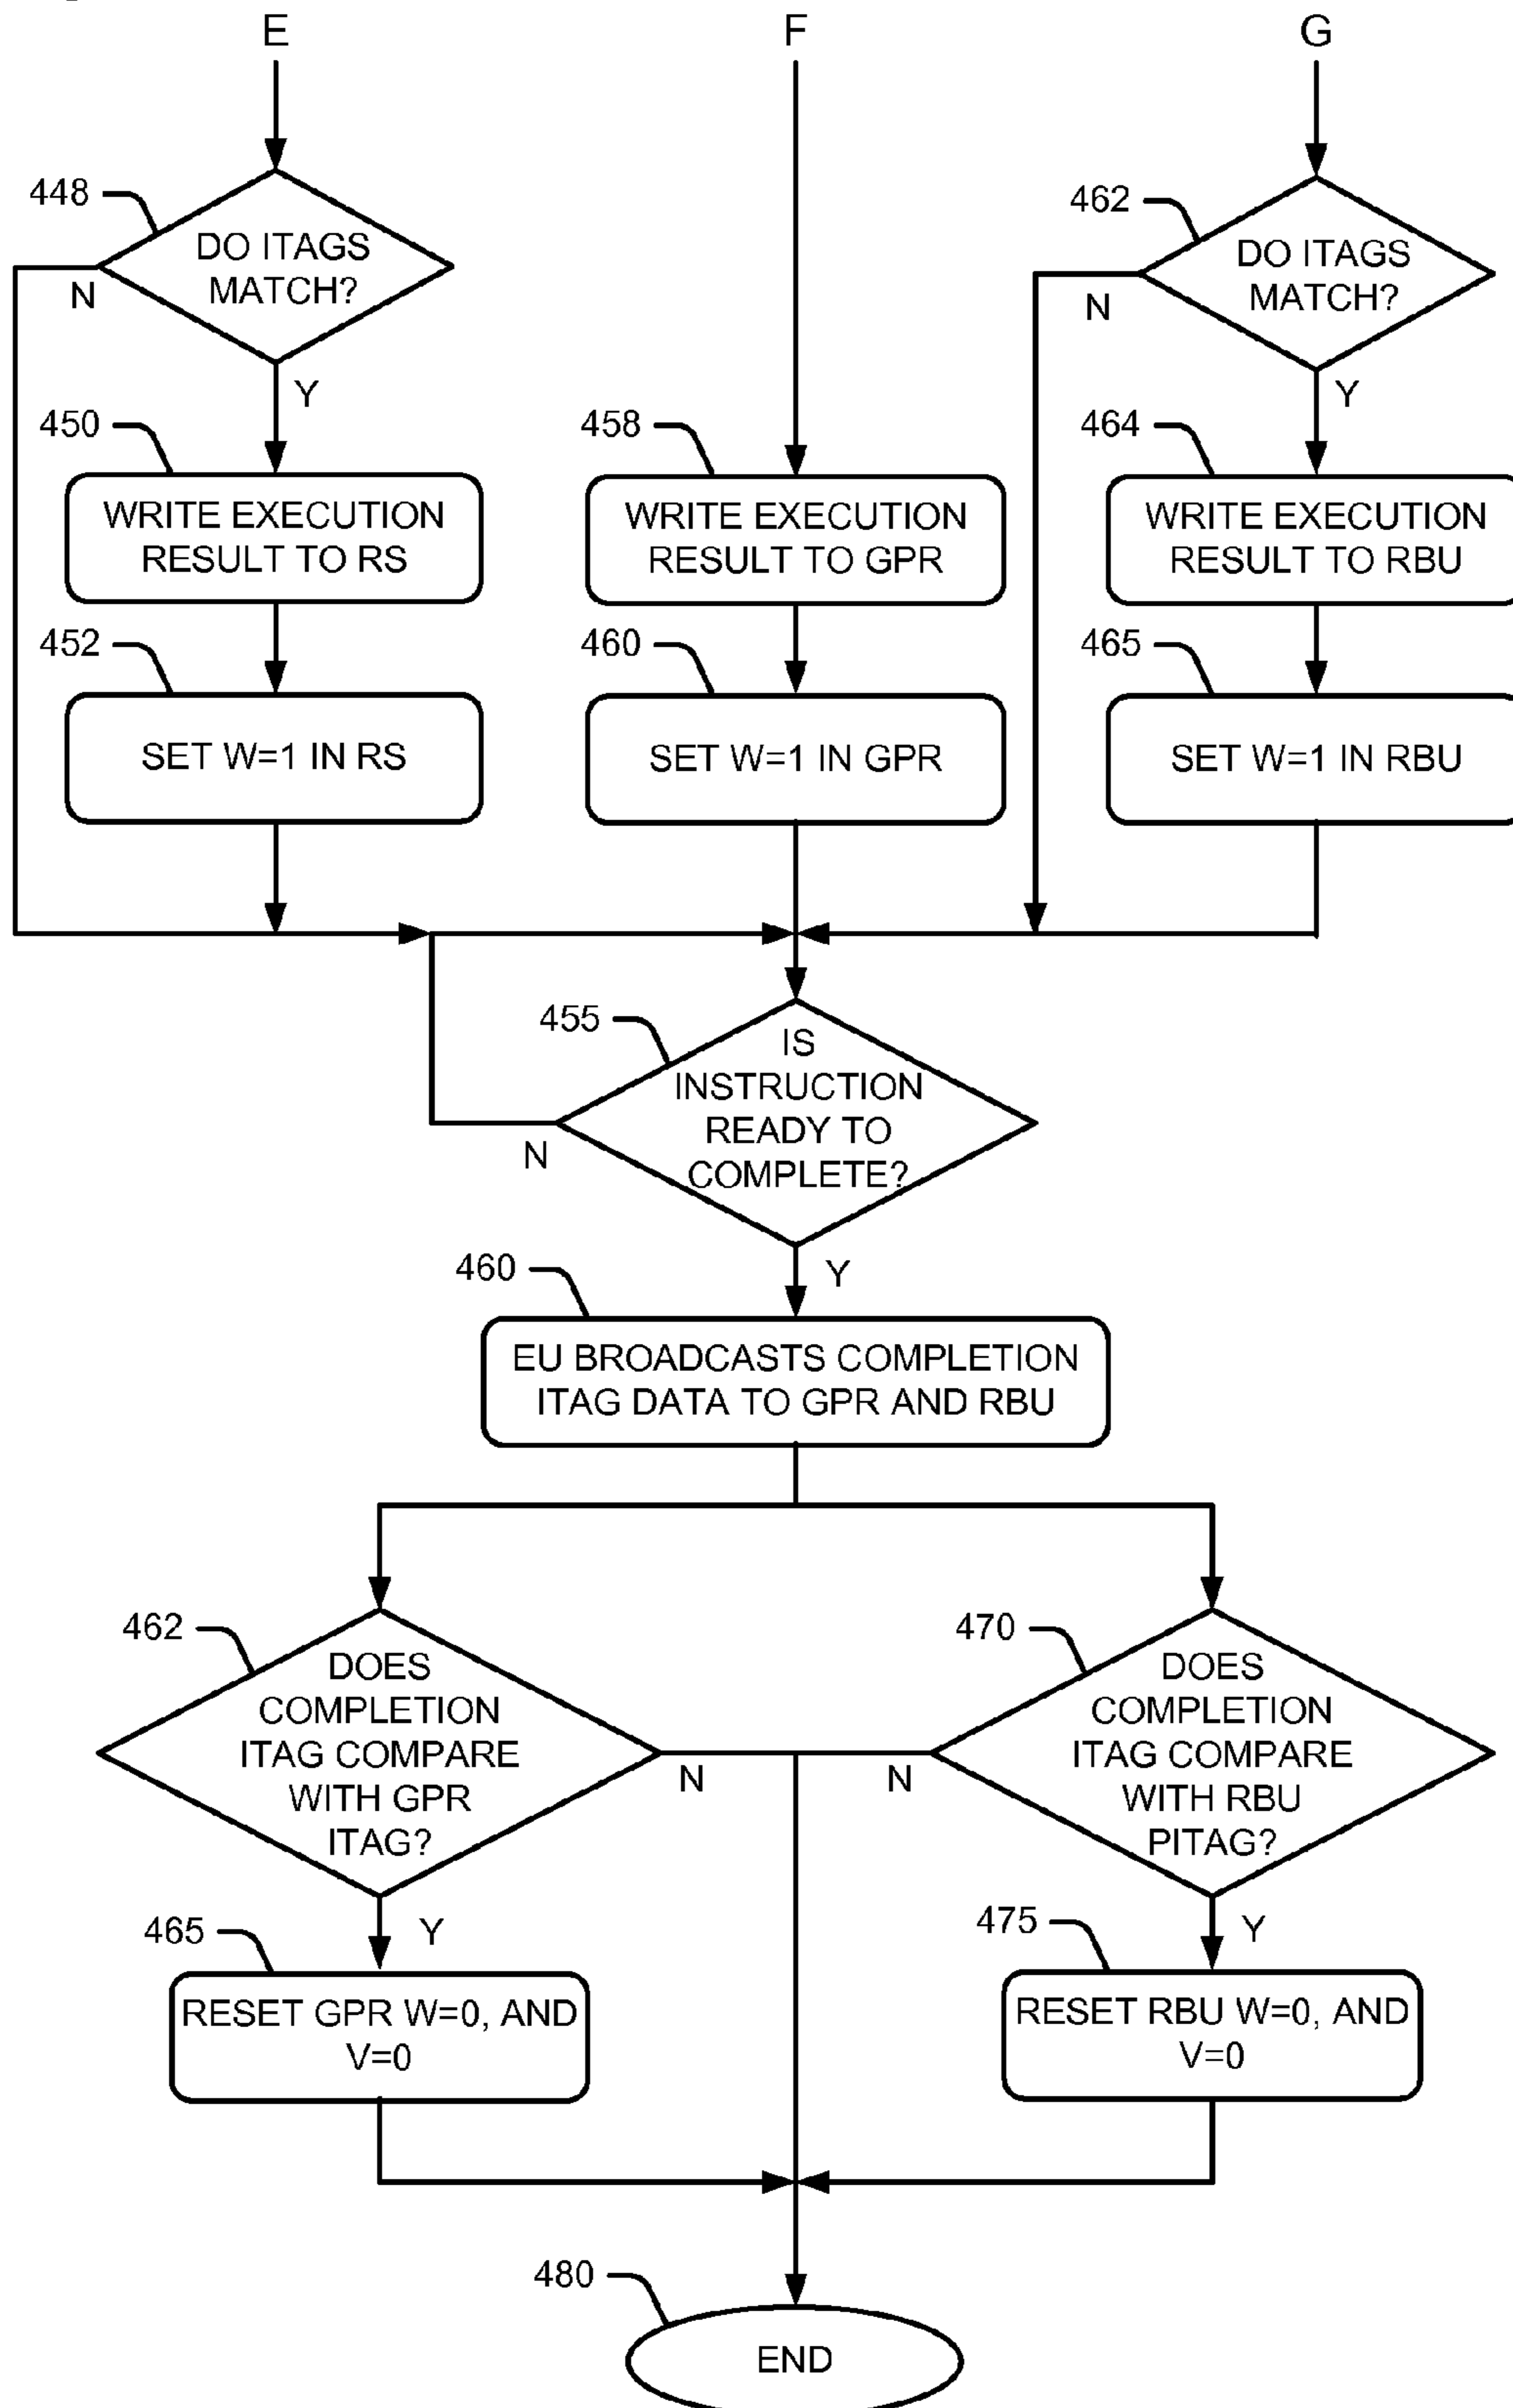 E
F
G
448
DO ITAGS
MATCH?
N
Y
462
DO ITAGS
MATCH?
N
Y
450
WRITE EXECUTION
RESULT TO RS
458
WRITE EXECUTION
RESULT TO GPR
464
WRITE EXECUTION
RESULT TO RBU
452
SET W=1 IN RS
460
SET W=1 IN GPR
465
SET W=1 IN RBU
455
IS
INSTRUCTION
READY TO
COMPLETE?
N
Y
460
EU BROADCASTS COMPLETION
ITAG DATA TO GPR AND RBU
462
DOES
COMPLETION
ITAG COMPARE
WITH GPR
ITAG?
N
Y
470
DOES
COMPLETION
ITAG COMPARE
WITH RBU
PITAG?
N
Y
465
RESET GPR W=0, AND
V=0
475
RESET RBU W=0, AND
V=0
480
END